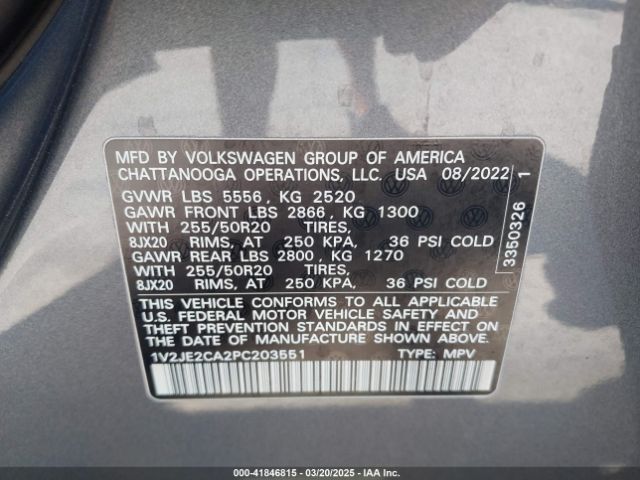 MFD BY VOLKSWAGEN GROUP OF AMERICA
CHATTANOOGA OPERATIONS, LLC. USA 08/2022
GVWR LBS 5556, KG 2520
GAWR FRONT LBS 2866, KG 1300
WITH 255/50R20 TIRES,
8JX20 RIMS, AT 250 KPA, 36 PSI COLD
GAWR REAR LBS 2800, KG 1270
WITH 255/50R20 TIRES,
8JX20 RIMS, AT 250 KPA, 36 PSI COLD
THIS VEHICLE CONFORMS TO ALL APPLICABLE
U.S. FEDERAL MOTOR VEHICLE SAFETY AND
THEFT PREVENTION STANDARDS IN EFFECT ON
THE DATE OF MANUFACTURE SHOWN ABOVE.
1V2JE2CA2PC203551 TYPE: MPV
3350326 1
© - 41846815 - 03/20/2025 - IAA Inc.